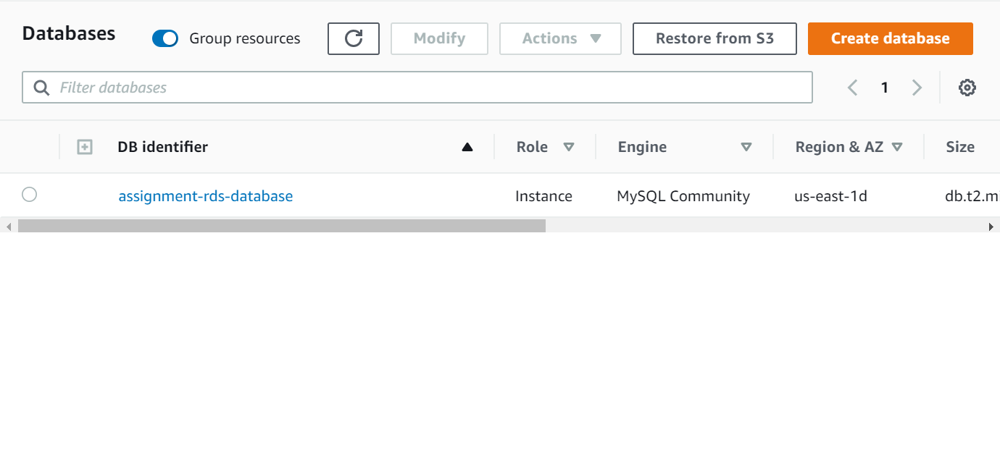 Databases Group resources Modify Actions Restore from S3 Create database
Filter databases 1
DB identifier Role Engine Region & AZ Size
assignment-rds-database Instance MySQL Community us-east-1d db.t2.mi